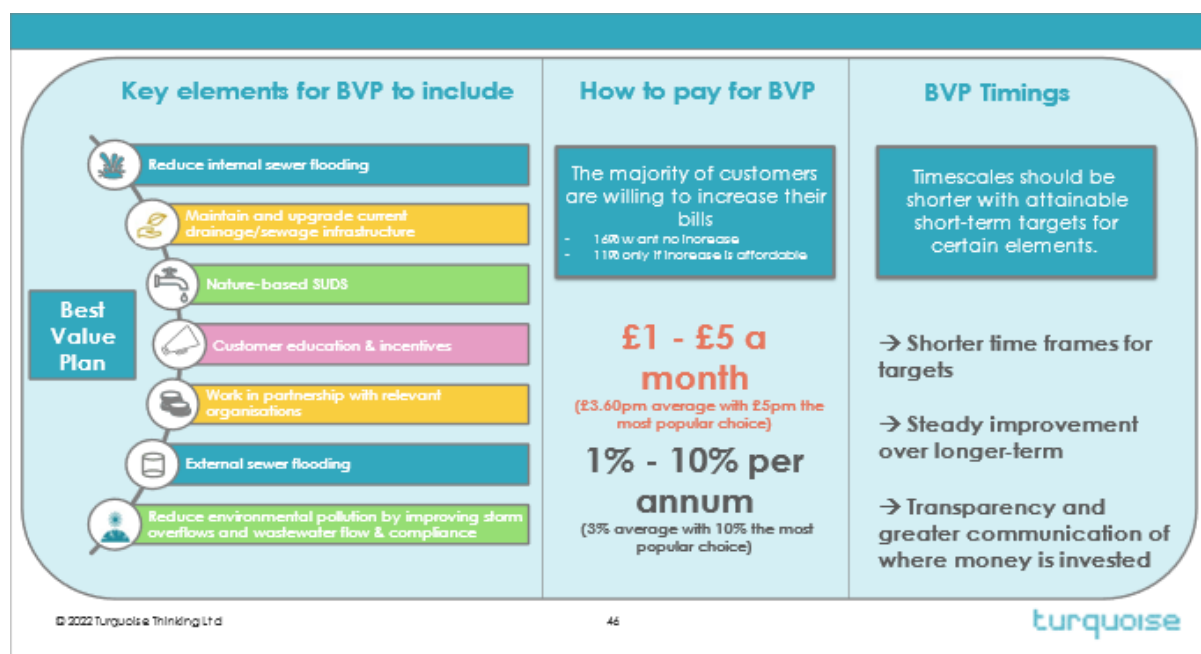 Key elements for BVP to include
Best
Value
Plan
Reduce internal sewer flooding
Maintain and upgrade current
drainage/sewage infrastructure
Nature-based SUDS
Customer education & incentives
Work in partnership with relevant
organisations
External sewer flooding
Reduce environmental pollution by improving storm
overflows and wastewater flow & compliance
How to pay for BVP
The majority of customers
are willing to increase their
bills
- 16% want no increase
- 11% only if increase is affordable
£1 - £5 a
month
(£3.60pm average with £5pm the
most popular choice)
1% - 10% per
annum
(3% average with 10% the most
popular choice)
BVP Timings
Timescales should be
shorter with attainable
short-term targets for
certain elements.
→ Shorter time frames for
targets
→ Steady improvement
over longer-term
→ Transparency and
greater communication of
where money is invested
© 2022 Turquoise Thinking Ltd
46
turquoise